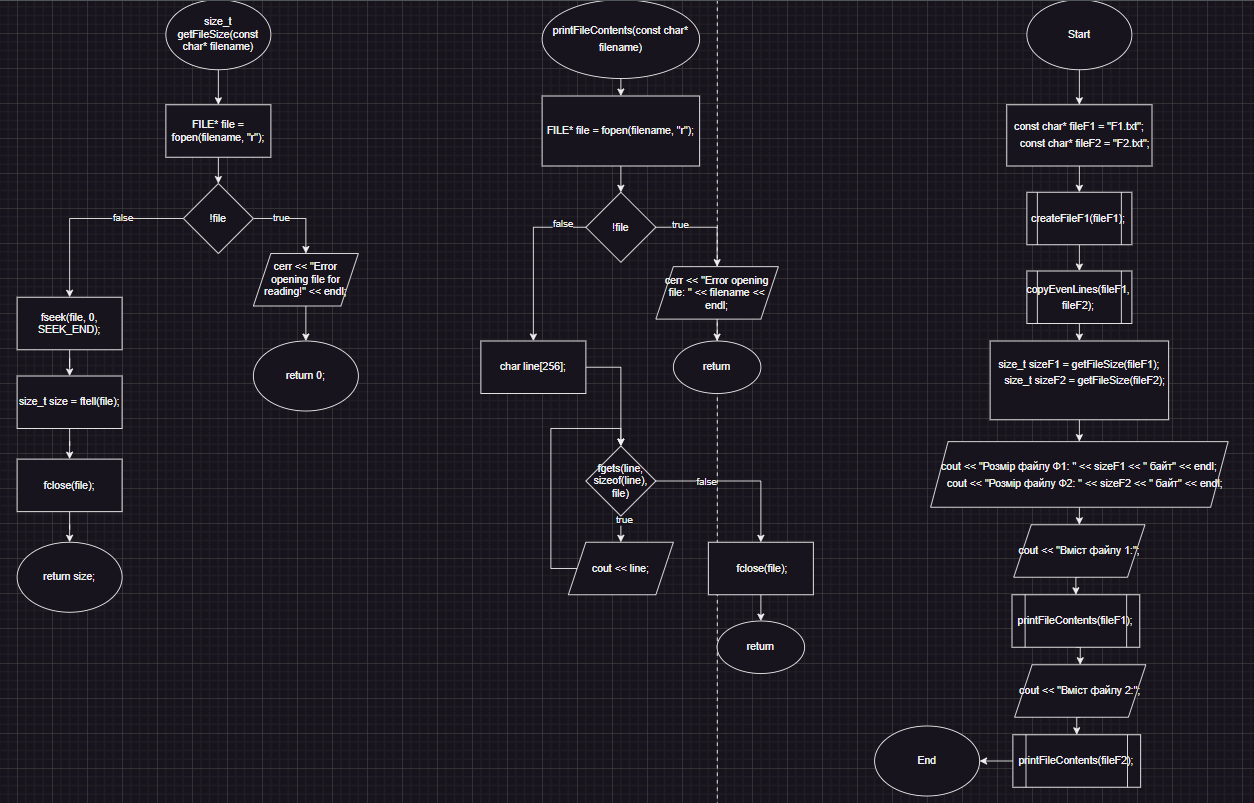 size_t
getFileSize(const
char* filename)
FILE* file =
fopen(filename, "r");
!file
false
true
cerr << "Error
opening file for
reading!" << endl;
return 0;
fseek(file, 0,
SEEK_END);
size_t size = ftell(file);
fclose(file);
return size;
printFileContents(const char*
filename)
FILE* file = fopen(filename, "r");
!file
false
true
cerr << "Error opening
file: " << filename <<
endl;
return
char line[256];
fgets(line,
sizeof(line),
file)
false
true
cout << line;
fclose(file);
return
Start
const char* fileF1 = "F1.txt";
const char* fileF2 = "F2.txt";
createFileF1(fileF1);
copyEvenLines(fileF1,
fileF2);
size_t sizeF1 = getFileSize(fileF1);
size_t sizeF2 = getFileSize(fileF2);
cout << "Розмір файлу Ф1: " << sizeF1 << " байт" << endl;
cout << "Розмір файлу Ф2: " << sizeF2 << " байт" << endl;
cout << "Вміст файлу 1:";
printFileContents(fileF1);
cout << "Вміст файлу 2:";
printFileContents(fileF2);
End